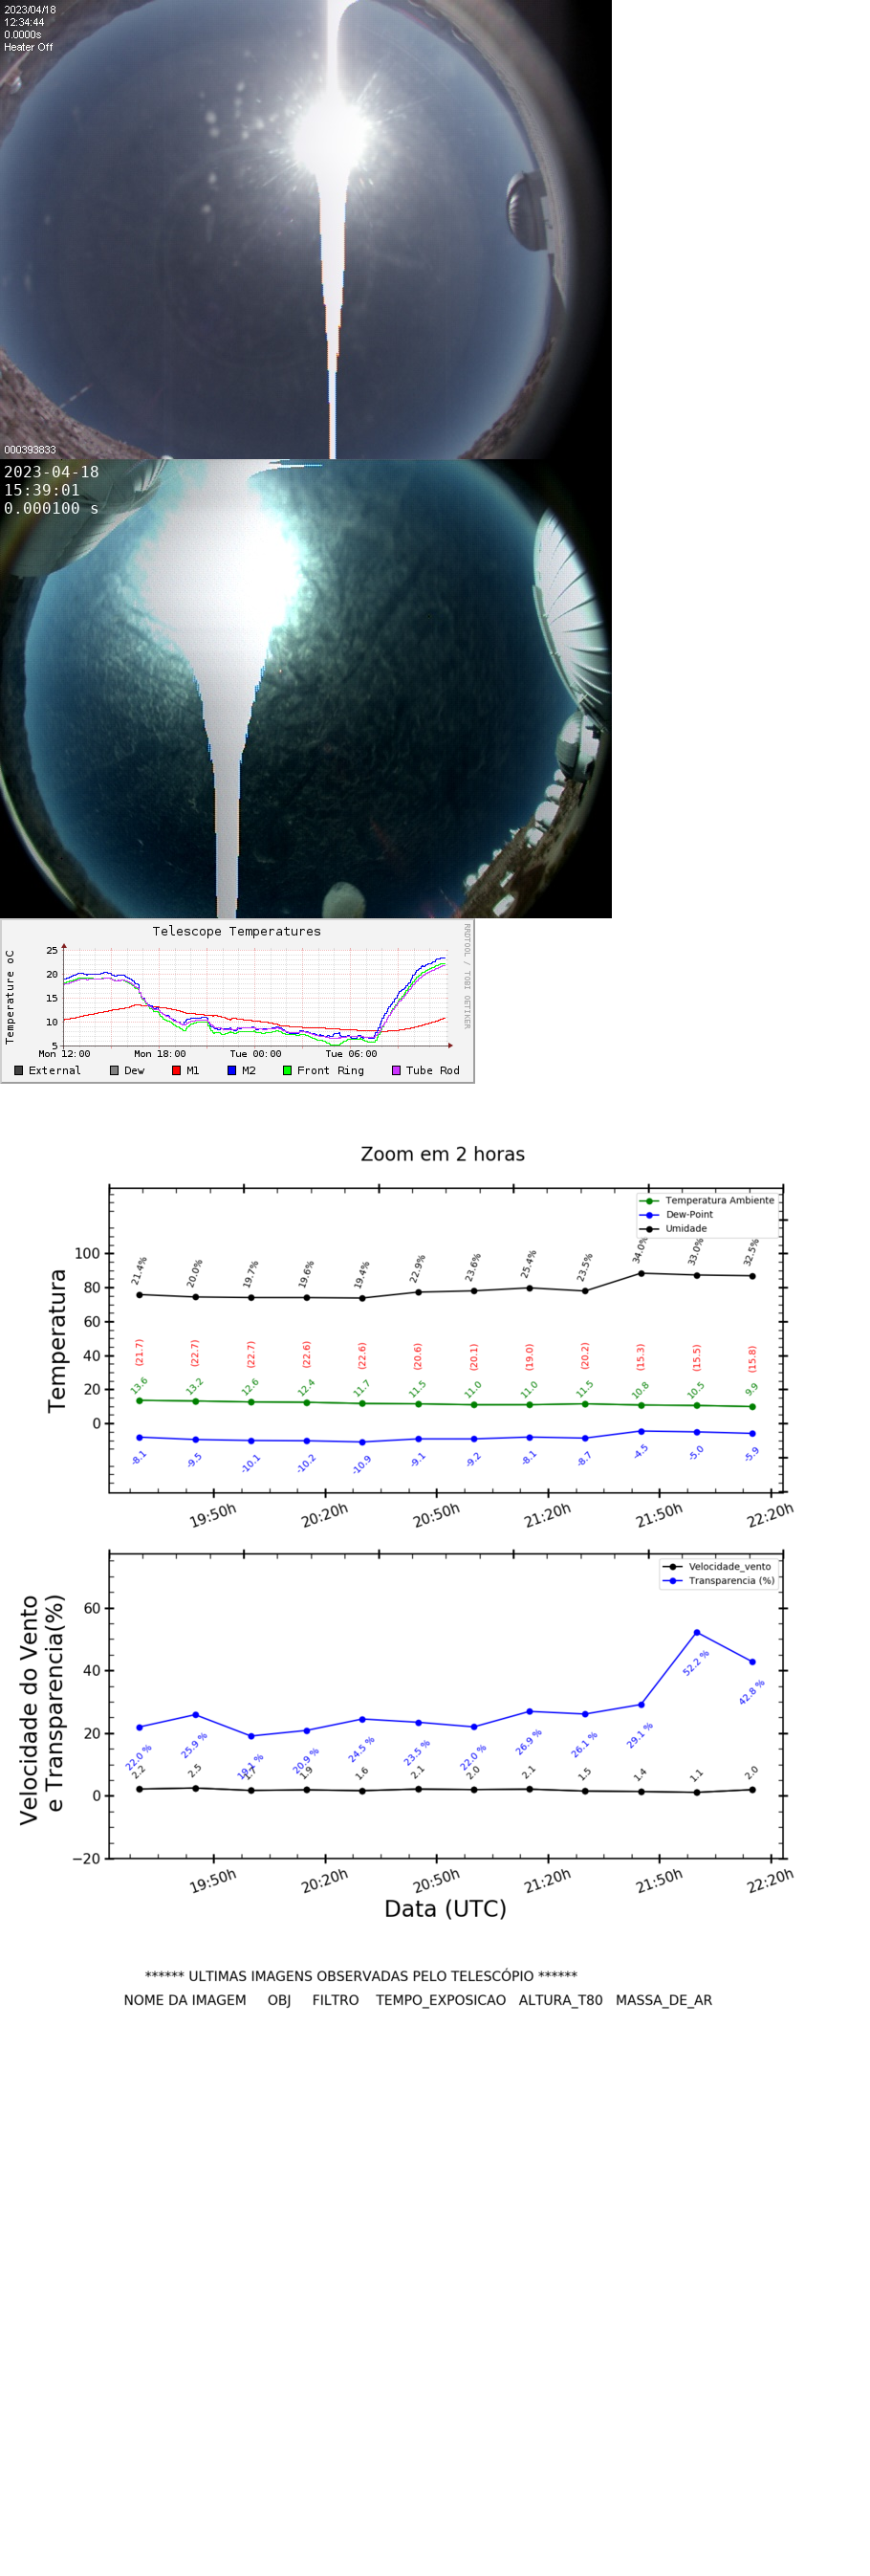 2023/04/18
12:34:44
0.0000s
Heater Off
000393833
2023-04-18
15:39:01
0.000100 s
Telescope Temperatures
RRDTOOL / TOBI OETIKER
Temperature oC
25
20
15
10
5
Mon 12:00 Mon 18:00 Tue 00:00 Tue 06:00
External Dew M1 M2 Front Ring Tube Rod
Zoom em 2 horas
Temperatura Ambiente
Dew-Point
Umidade
Temperatura
100
80
60
40
20
0
21.4% 20.0% 19.7% 19.6% 19.4% 22.9% 23.6% 25.4% 23.5% 34.0% 33.0% 32.5%
(21.7) (22.7) (22.7) (22.6) (22.6) (20.6) (20.1) (19.0) (20.2) (15.3) (15.5) (15.8)
13.6 13.2 12.6 12.4 11.7 11.5 11.0 11.0 11.5 10.8 10.5 9.9
-8.1 -9.5 -10.1 -10.2 -10.9 -9.1 -9.2 -8.1 -8.7 -4.5 -5.0 -5.9
19:50h 20:20h 20:50h 21:20h 21:50h 22:20h
Velocidade_vento
Transparencia (%)
Velocidade do Vento
e Transparencia(%)
60
40
20
0
−20
22.0 % 25.9 % 19.1 % 20.9 % 24.5 % 23.5 % 22.0 % 26.9 % 26.1 % 29.1 % 52.2 % 42.8 %
2.2 2.5 1.7 1.9 1.6 2.1 2.0 2.1 1.5 1.4 1.1 2.0
19:50h 20:20h 20:50h 21:20h 21:50h 22:20h
Data (UTC)
****** ULTIMAS IMAGENS OBSERVADAS PELO TELESCÓPIO ******
NOME DA IMAGEM OBJ FILTRO TEMPO_EXPOSICAO ALTURA_T80 MASSA_DE_AR